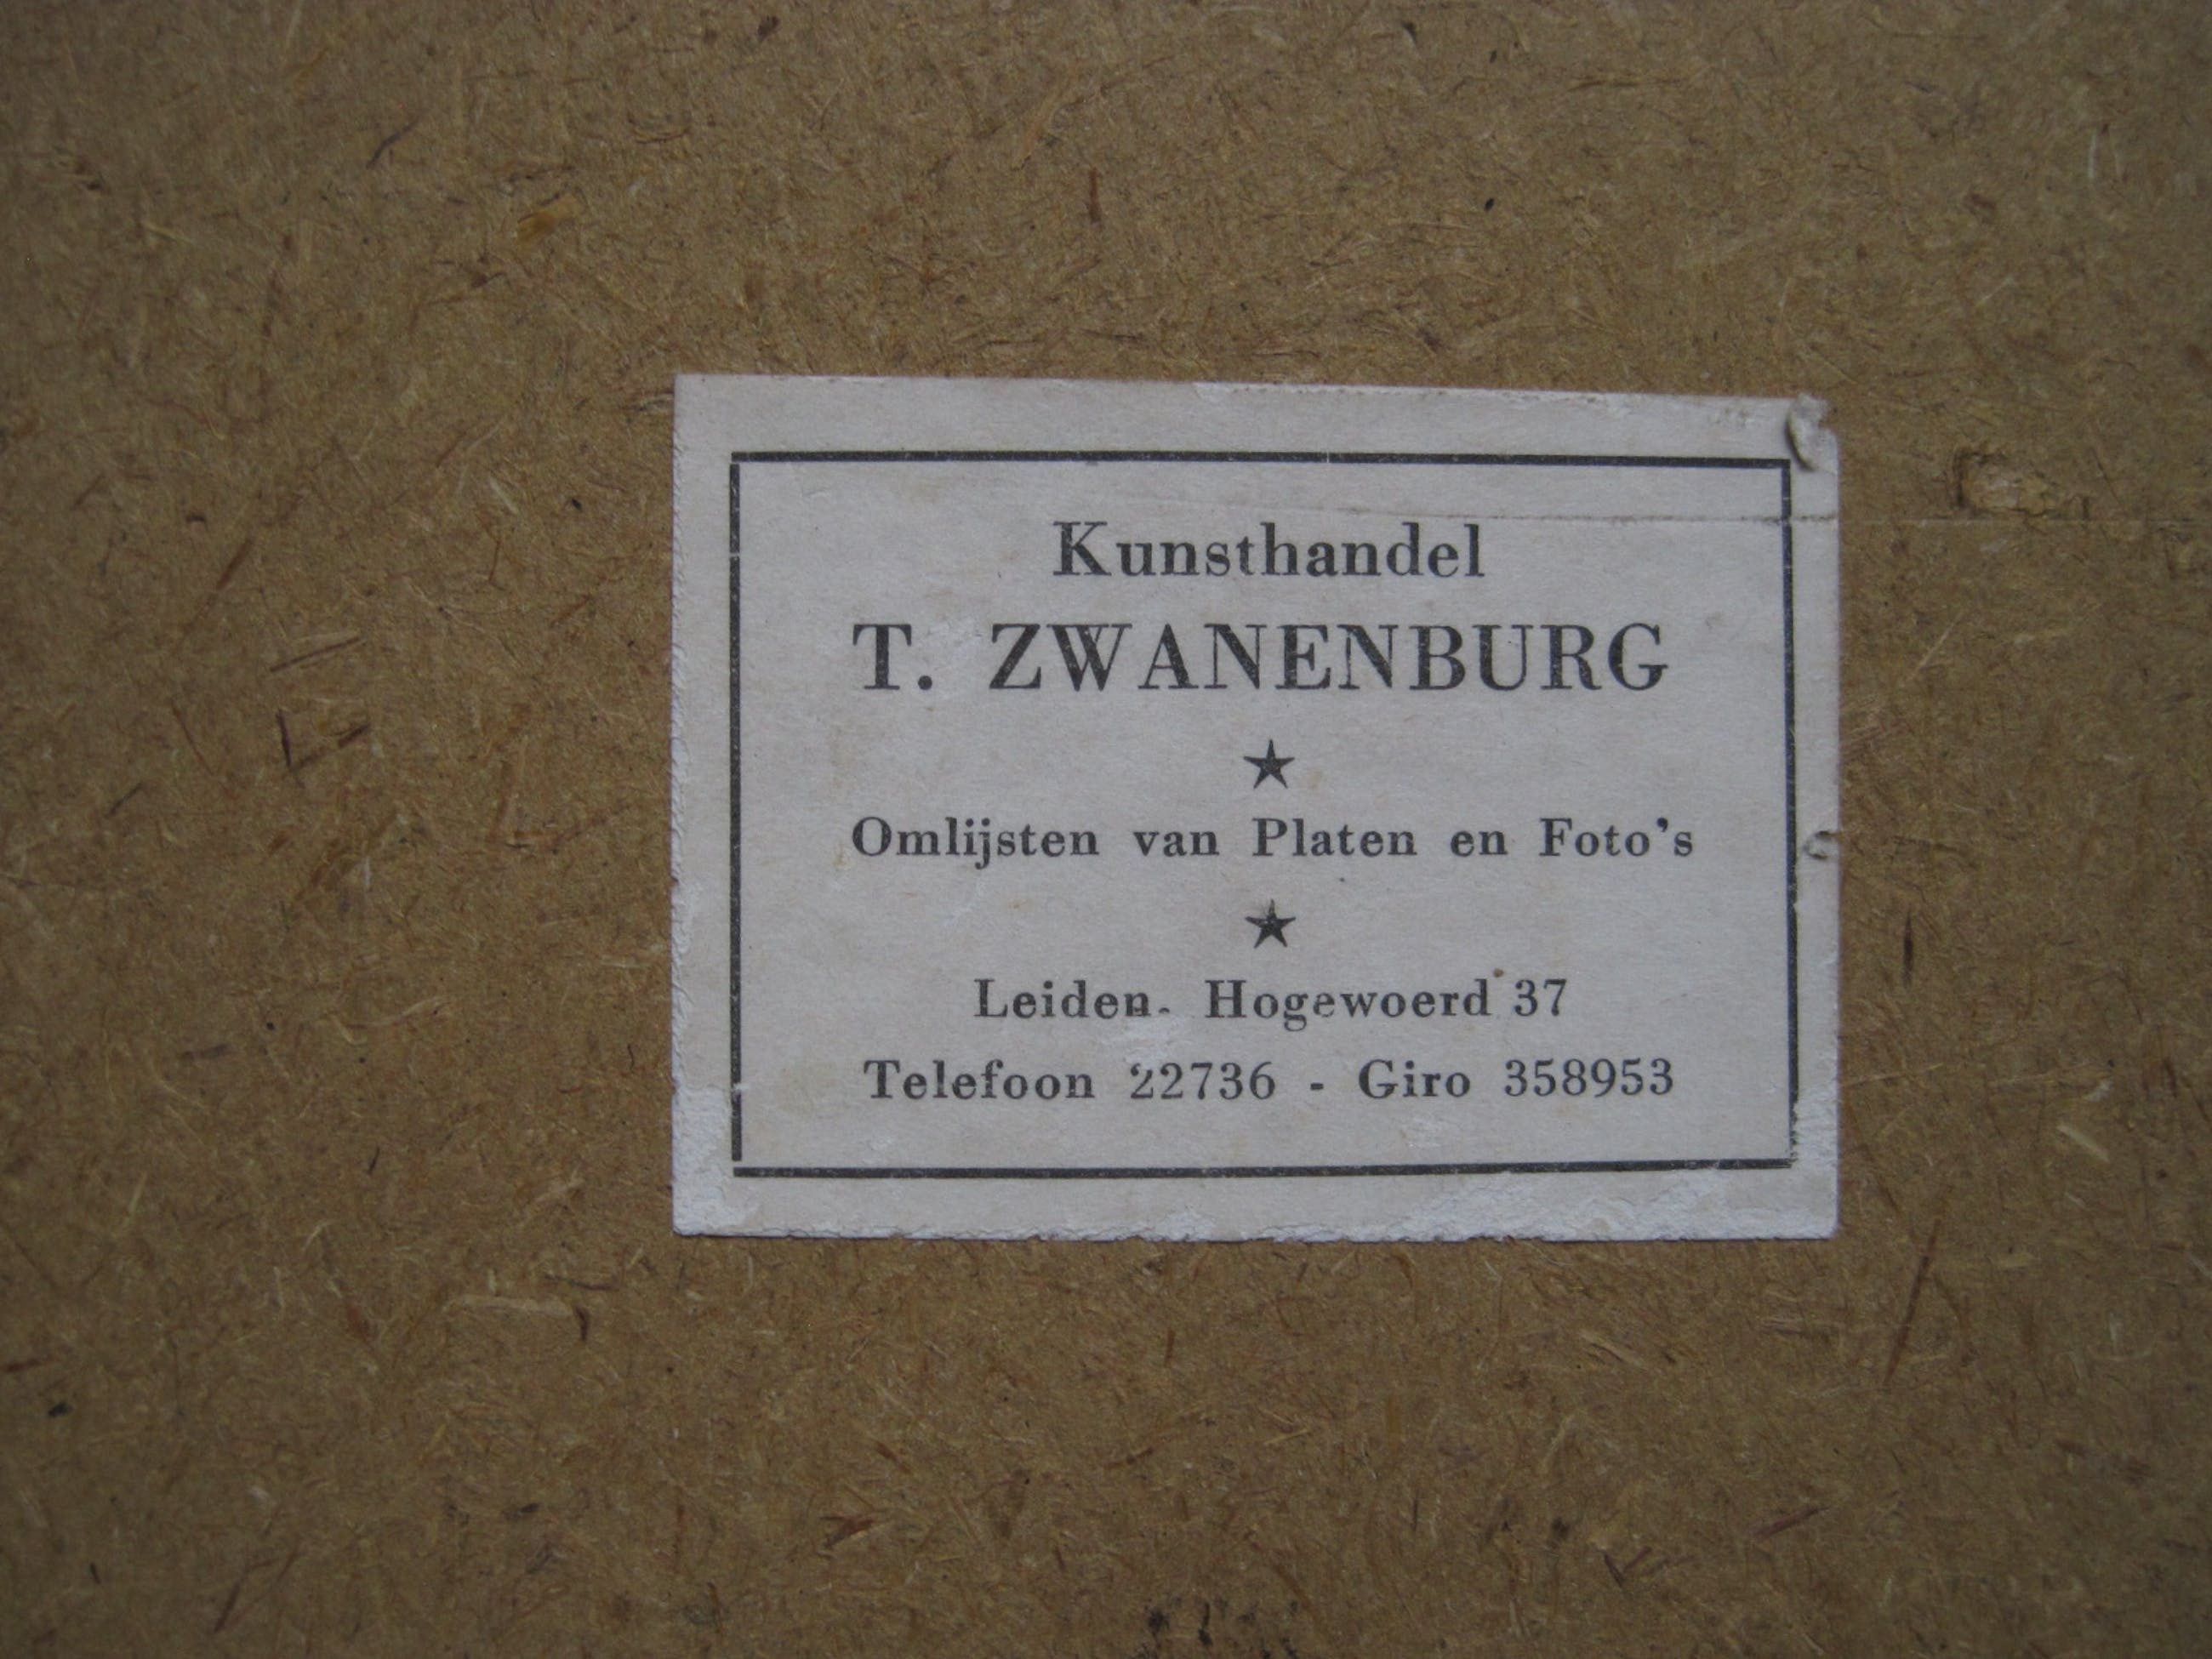 Kunsthandel
T. ZWANENBURG
★
Omlijsten van Platen en Foto's
★
Leiden - Hogewoerd 37
Telefoon 22736 - Giro 358953